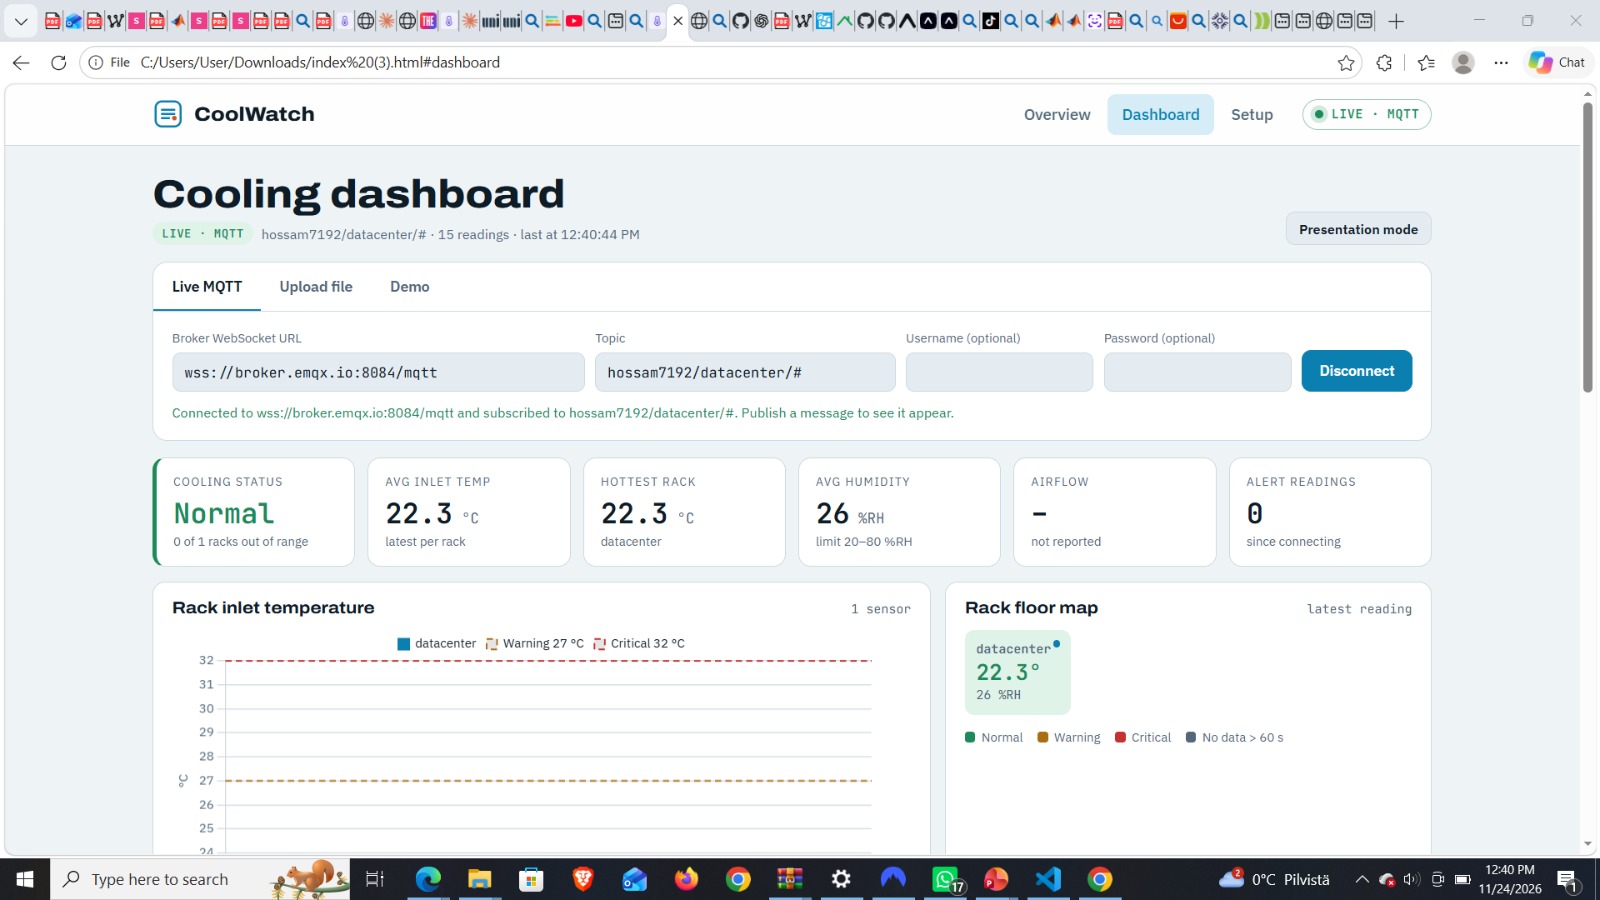 File C:/Users/User/Downloads/index%20(3).html#dashboard
Chat
CoolWatch
Overview
Dashboard
Setup
LIVE · MQTT
Cooling dashboard
LIVE · MQTT hossam7192/datacenter/# · 15 readings · last at 12:40:44 PM
Presentation mode
Live MQTT
Upload file
Demo
Broker WebSocket URL
Topic
Username (optional)
Password (optional)
wss://broker.emqx.io:8084/mqtt
hossam7192/datacenter/#
Disconnect
Connected to wss://broker.emqx.io:8084/mqtt and subscribed to hossam7192/datacenter/#. Publish a message to see it appear.
COOLING STATUS
Normal
0 of 1 racks out of range
AVG INLET TEMP
22.3 °C
latest per rack
HOTTEST RACK
22.3 °C
datacenter
AVG HUMIDITY
26 %RH
limit 20–80 %RH
AIRFLOW
–
not reported
ALERT READINGS
0
since connecting
Rack inlet temperature
1 sensor
datacenter
Warning 27 °C
Critical 32 °C
32
31
30
29
28
27
26
25
24
°C
Rack floor map
latest reading
datacenter
22.3°
26 %RH
Normal
Warning
Critical
No data > 60 s
Type here to search
17
2
0°C Pilvistä
12:40 PM
11/24/2026
1